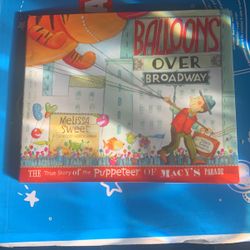 BALLOONS
OVER
BROADWAY
Melissa
Sweet
THE True Story of the Puppeteer OF MACY'S PARADE